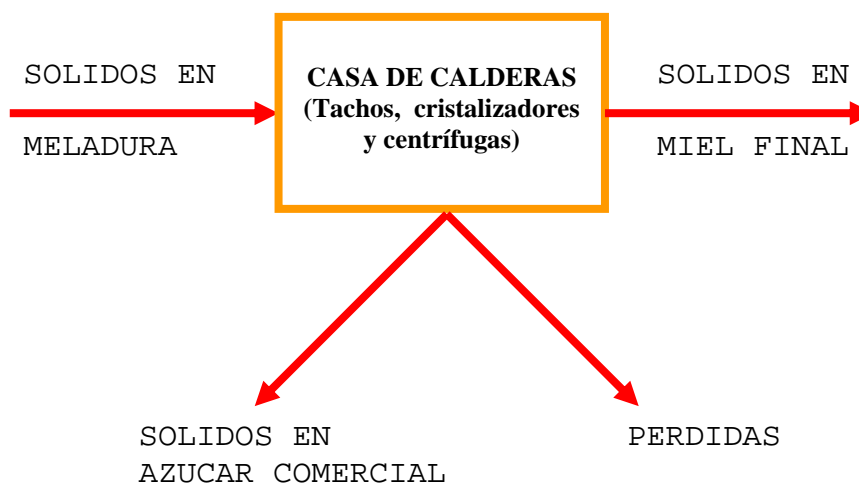 SOLIDOS EN
MELADURA
CASA DE CALDERAS
(Tachos, cristalizadores
y centrífugas)
SOLIDOS EN
MIEL FINAL
SOLIDOS EN
AZUCAR COMERCIAL
PERDIDAS